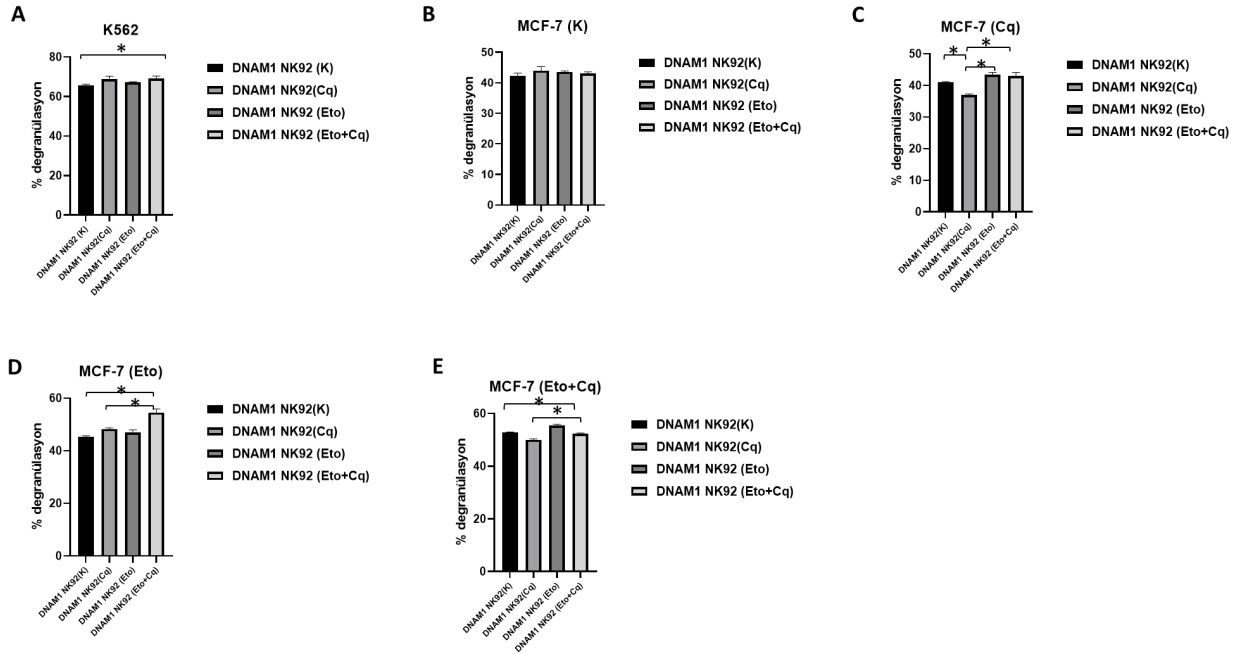 A
K562
*
% degranülasyon
80
60
40
20
0
DNAM1 NK92 (K)
DNAM1 NK92(Cq)
DNAM1 NK92 (Eto)
DNAM1 NK92 (Eto+Cq)
DNAM1 NK92 (K)
DNAM1 NK92(Cq)
DNAM1 NK92 (Eto)
DNAM1 NK92 (Eto+Cq)
B
MCF-7 (K)
% degranülasyon
50
40
30
20
10
0
DNAM1 NK92(K)
DNAM1 NK92(Cq)
DNAM1 NK92 (Eto)
DNAM1 NK92 (Eto+Cq)
DNAM1 NK92(K)
DNAM1 NK92(Cq)
DNAM1 NK92 (Eto)
DNAM1 NK92 (Eto+Cq)
C
MCF-7 (Cq)
* *
*
% degranülasyon
50
40
30
20
10
0
DNAM1 NK92(K)
DNAM1 NK92(Cq)
DNAM1 NK92 (Eto)
DNAM1 NK92 (Eto+Cq)
DNAM1 NK92(K)
DNAM1 NK92(Cq)
DNAM1 NK92 (Eto)
DNAM1 NK92 (Eto+Cq)
D
MCF-7 (Eto)
*
*
% degranülasyon
60
40
20
0
DNAM1 NK92(K)
DNAM1 NK92(Cq)
DNAM1 NK92 (Eto)
DNAM1 NK92 (Eto+Cq)
DNAM1 NK92(K)
DNAM1 NK92(Cq)
DNAM1 NK92 (Eto)
DNAM1 NK92 (Eto+Cq)
E
MCF-7 (Eto+Cq)
*
*
% degranülasyon
60
40
20
0
DNAM1 NK92(K)
DNAM1 NK92(Cq)
DNAM1 NK92 (Eto)
DNAM1 NK92 (Eto+Cq)
DNAM1 NK92(K)
DNAM1 NK92(Cq)
DNAM1 NK92 (Eto)
DNAM1 NK92 (Eto+Cq)